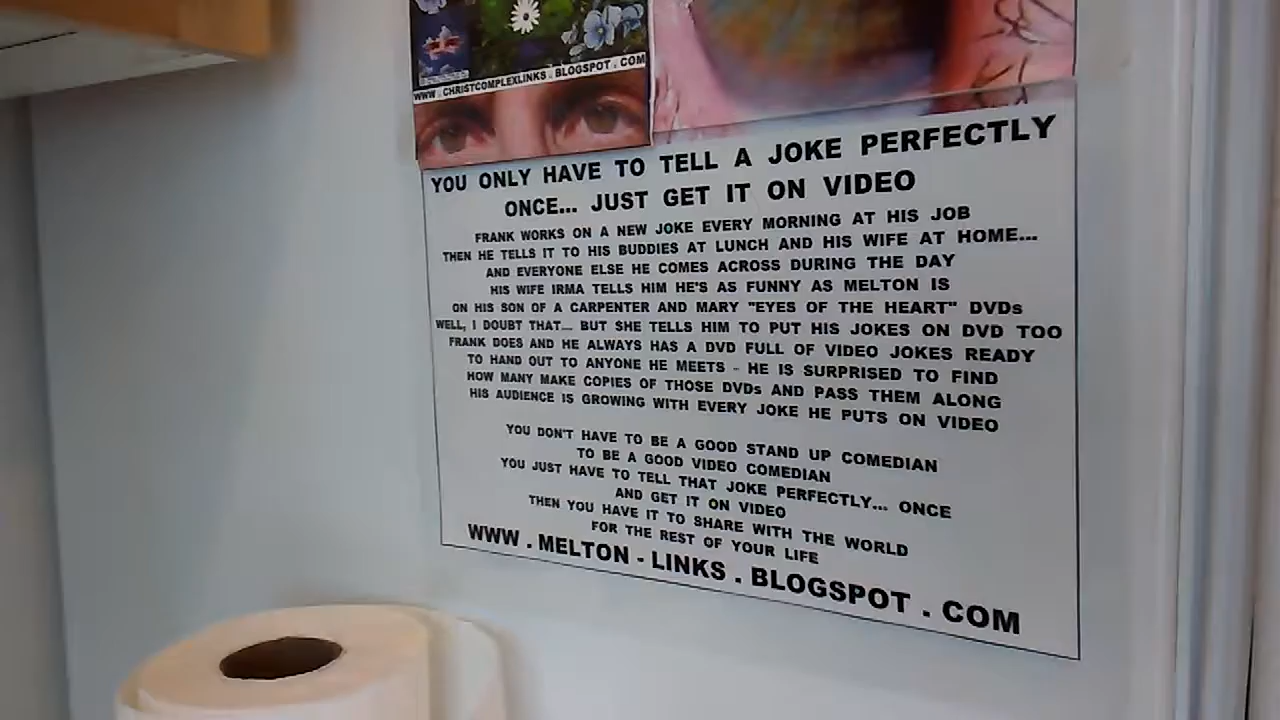 WWW . CHRISTCOMPLEXLINKS . BLOGSPOT . COM
YOU ONLY HAVE TO TELL A JOKE PERFECTLY
ONCE... JUST GET IT ON VIDEO
FRANK WORKS ON A NEW JOKE EVERY MORNING AT HIS JOB
THEN HE TELLS IT TO HIS BUDDIES AT LUNCH AND HIS WIFE AT HOME...
AND EVERYONE ELSE HE COMES ACROSS DURING THE DAY
HIS WIFE IRMA TELLS HIM HE'S AS FUNNY AS MELTON IS
ON HIS SON OF A CARPENTER AND MARY "EYES OF THE HEART" DVDs
WELL, I DOUBT THAT... BUT SHE TELLS HIM TO PUT HIS JOKES ON DVD TOO
FRANK DOES AND HE ALWAYS HAS A DVD FULL OF VIDEO JOKES READY
TO HAND OUT TO ANYONE HE MEETS - HE IS SURPRISED TO FIND
HOW MANY MAKE COPIES OF THOSE DVDs AND PASS THEM ALONG
HIS AUDIENCE IS GROWING WITH EVERY JOKE HE PUTS ON VIDEO
YOU DON'T HAVE TO BE A GOOD STAND UP COMEDIAN
TO BE A GOOD VIDEO COMEDIAN
YOU JUST HAVE TO TELL THAT JOKE PERFECTLY... ONCE
AND GET IT ON VIDEO
THEN YOU HAVE IT TO SHARE WITH THE WORLD
FOR THE REST OF YOUR LIFE
WWW . MELTON - LINKS . BLOGSPOT . COM